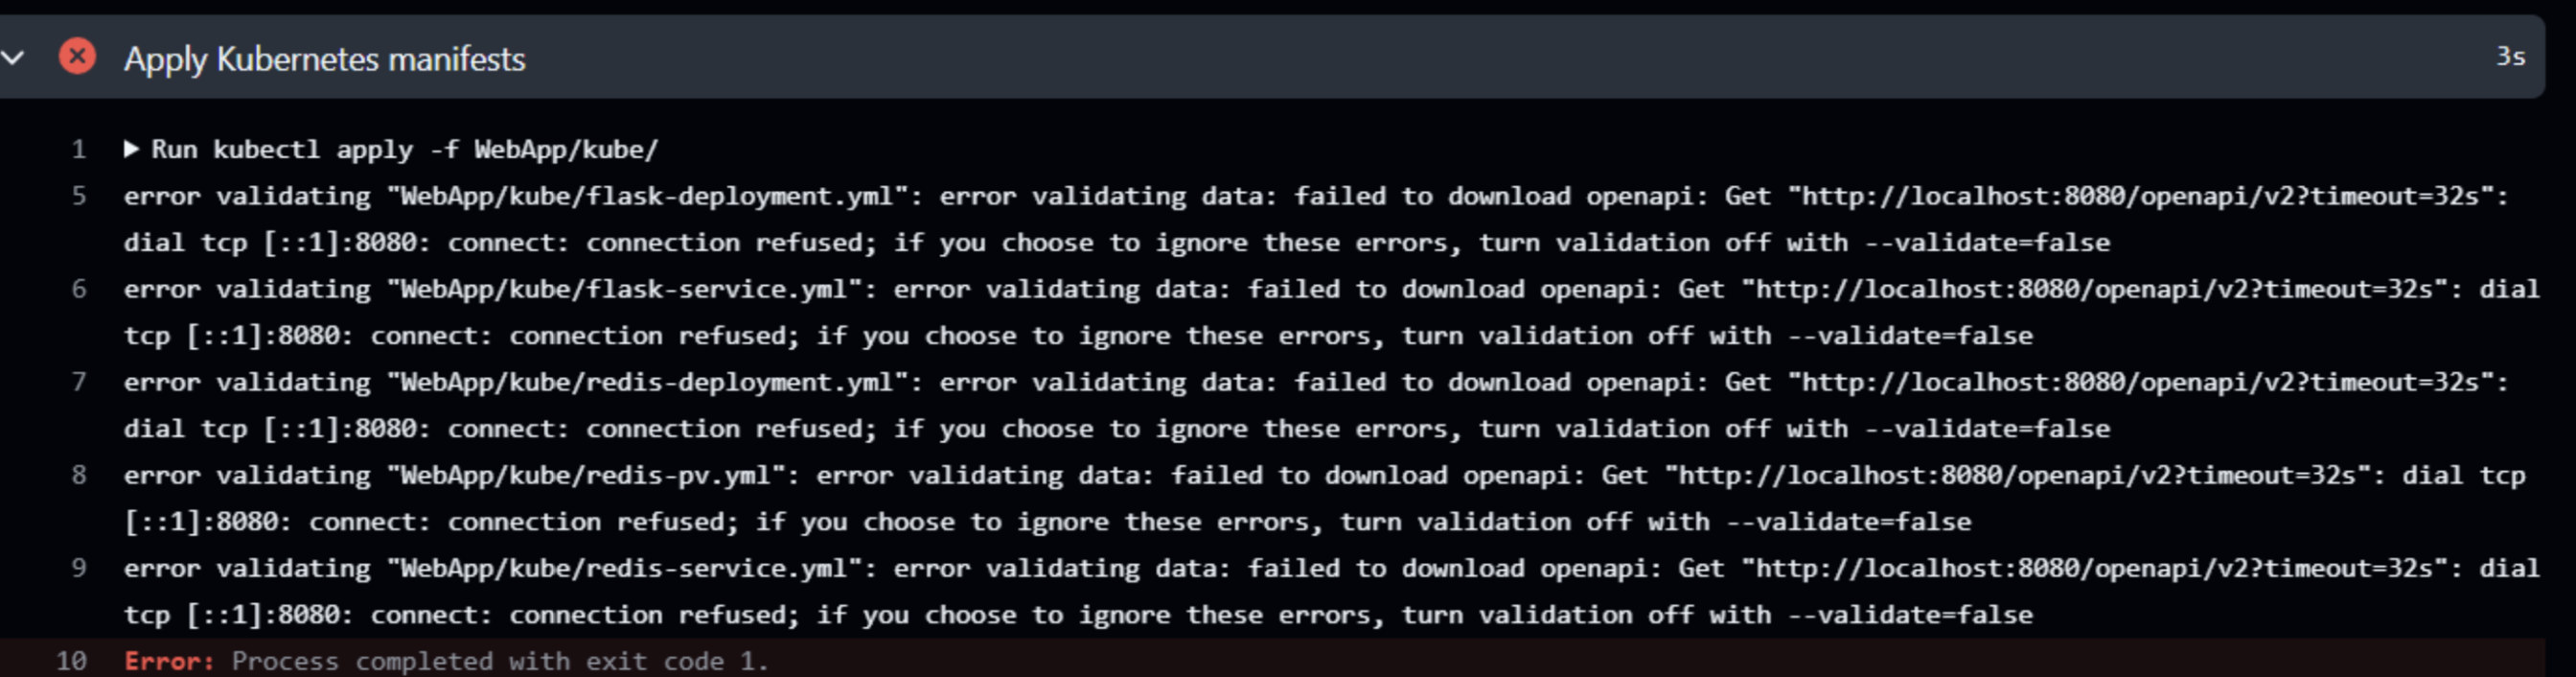 Apply Kubernetes manifests 3s
1 Run kubectl apply -f WebApp/kube/
5 error validating "WebApp/kube/flask-deployment.yml": error validating data: failed to download openapi: Get "http://localhost:8080/openapi/v2?timeout=32s":
dial tcp [::1]:8080: connect: connection refused; if you choose to ignore these errors, turn validation off with --validate=false
6 error validating "WebApp/kube/flask-service.yml": error validating data: failed to download openapi: Get "http://localhost:8080/openapi/v2?timeout=32s": dial
tcp [::1]:8080: connect: connection refused; if you choose to ignore these errors, turn validation off with --validate=false
7 error validating "WebApp/kube/redis-deployment.yml": error validating data: failed to download openapi: Get "http://localhost:8080/openapi/v2?timeout=32s":
dial tcp [::1]:8080: connect: connection refused; if you choose to ignore these errors, turn validation off with --validate=false
8 error validating "WebApp/kube/redis-pv.yml": error validating data: failed to download openapi: Get "http://localhost:8080/openapi/v2?timeout=32s": dial tcp
[::1]:8080: connect: connection refused; if you choose to ignore these errors, turn validation off with --validate=false
9 error validating "WebApp/kube/redis-service.yml": error validating data: failed to download openapi: Get "http://localhost:8080/openapi/v2?timeout=32s": dial
tcp [::1]:8080: connect: connection refused; if you choose to ignore these errors, turn validation off with --validate=false
10 Error: Process completed with exit code 1.